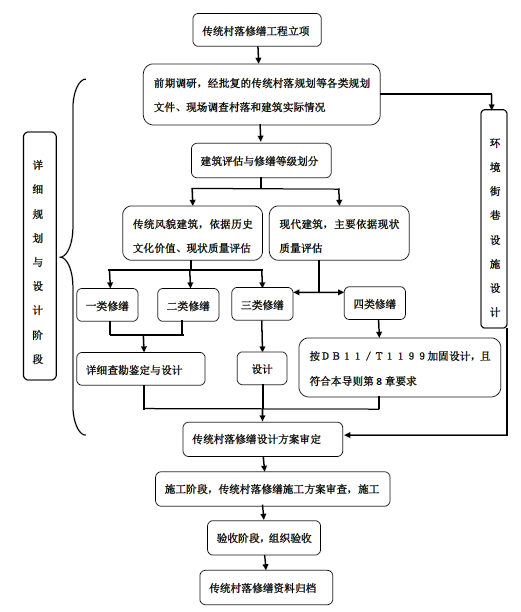 传统村落修缮工程立项
前期调研，经批复的传统村落规划等各类规划
文件、现场调查村落和建筑实际情况
详细规划与设计阶段
环境街巷设施设计
建筑评估与修缮等级划分
传统风貌建筑，依据历史
文化价值、现状质量评估
现代建筑，主要依据现状
质量评估
一类修缮
二类修缮
三类修缮
四类修缮
详细查勘鉴定与设计
设计
按DB11/T1199加固设计，且
符合本导则第8章要求
传统村落修缮设计方案审定
施工阶段，传统村落修缮施工方案审查，施工
验收阶段，组织验收
传统村落修缮资料归档